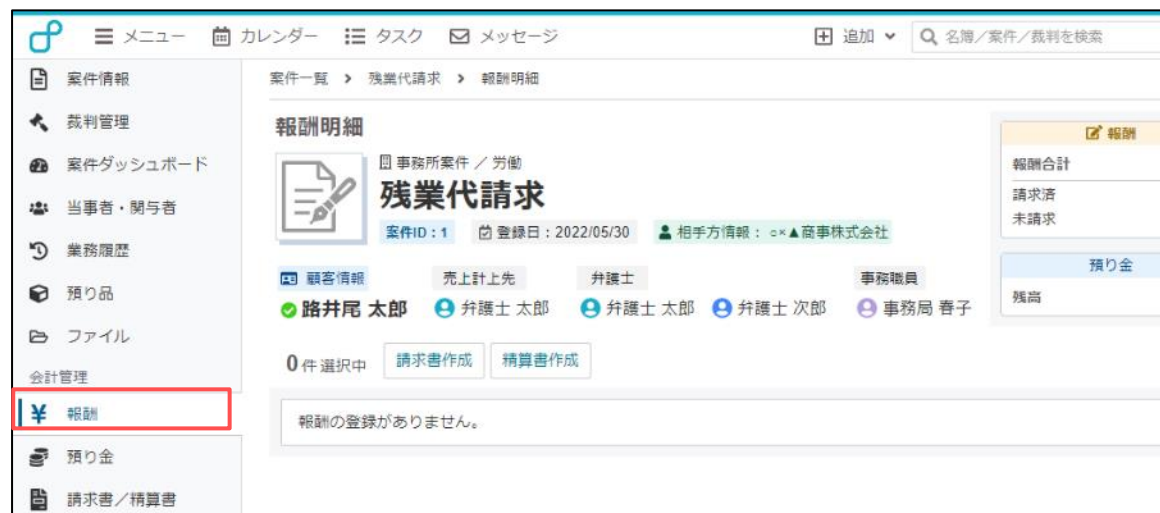 メニュー カレンダー タスク メッセージ 追加 名簿/案件/裁判を検索
案件情報
裁判管理
案件ダッシュボード
当事者・関与者
業務履歴
預り品
ファイル
会計管理
¥ 報酬
預り金
請求書/精算書
案件一覧 > 残業代請求 > 報酬明細
報酬明細
事務所案件 / 労働
残業代請求
案件ID:1 登録日:2022/05/30 相手方情報: ○×▲商事株式会社
顧客情報 売上計上先 弁護士 事務職員
路井尾 太郎 弁護士 太郎 弁護士 太郎 弁護士 次郎 事務局 春子
0件 選択中 請求書作成 精算書作成
報酬の登録がありません。
報酬
報酬合計
請求済
未請求
預り金
残高